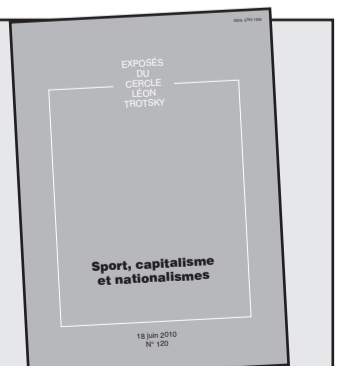 EXPOSÉS
DU
CERCLE
LÉON
TROTSKY
Sport, capitalisme
et nationalismes
18 juin 2010
N° 120